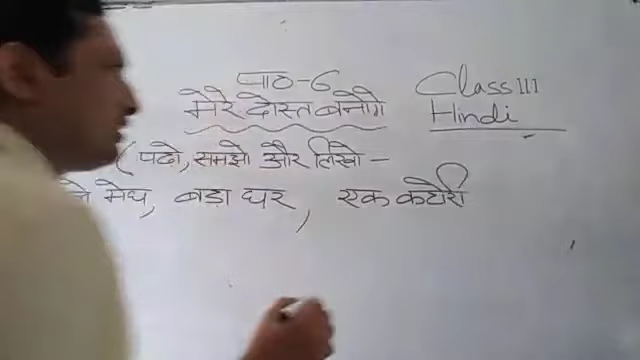 पाठ-6
Class III
मेरे दोस्त बनोगे
Hindi
(पढो, समझो और लिखो -
मेघ, बडा घर, एक कटोरी